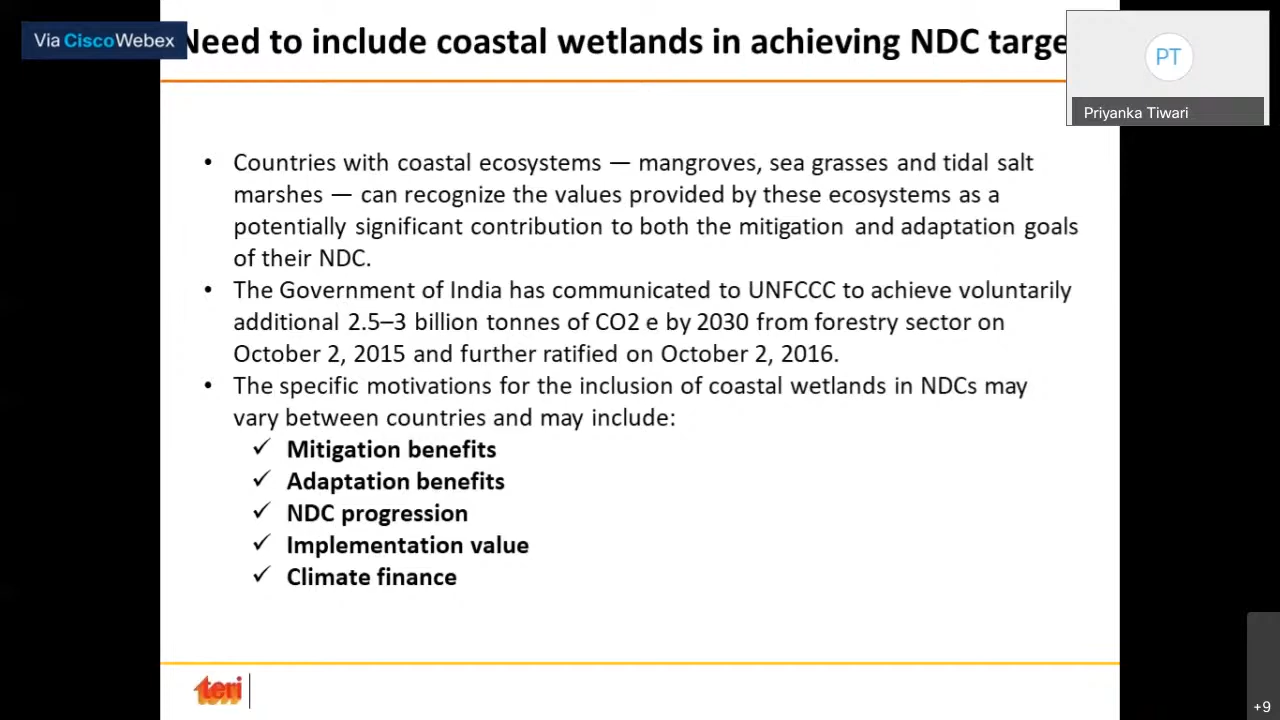 Via CiscoWebex
Need to include coastal wetlands in achieving NDC targe
PT
Priyanka Tiwari
• Countries with coastal ecosystems — mangroves, sea grasses and tidal salt
marshes — can recognize the values provided by these ecosystems as a
potentially significant contribution to both the mitigation and adaptation goals
of their NDC.
• The Government of India has communicated to UNFCCC to achieve voluntarily
additional 2.5–3 billion tonnes of CO2 e by 2030 from forestry sector on
October 2, 2015 and further ratified on October 2, 2016.
• The specific motivations for the inclusion of coastal wetlands in NDCs may
vary between countries and may include:
✓ Mitigation benefits
✓ Adaptation benefits
✓ NDC progression
✓ Implementation value
✓ Climate finance
teri
+9